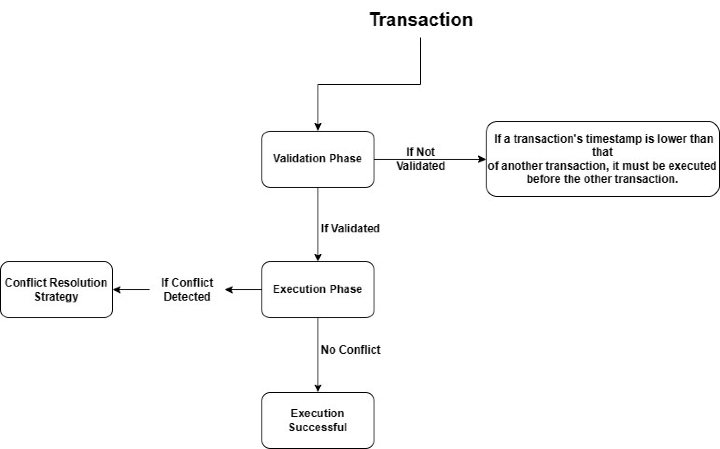 Transaction
Validation Phase
If Not
Validated
If a transaction's timestamp is lower than
that
of another transaction, it must be executed
before the other transaction.
If Validated
Conflict Resolution
Strategy
If Conflict
Detected
Execution Phase
No Conflict
Execution
Successful